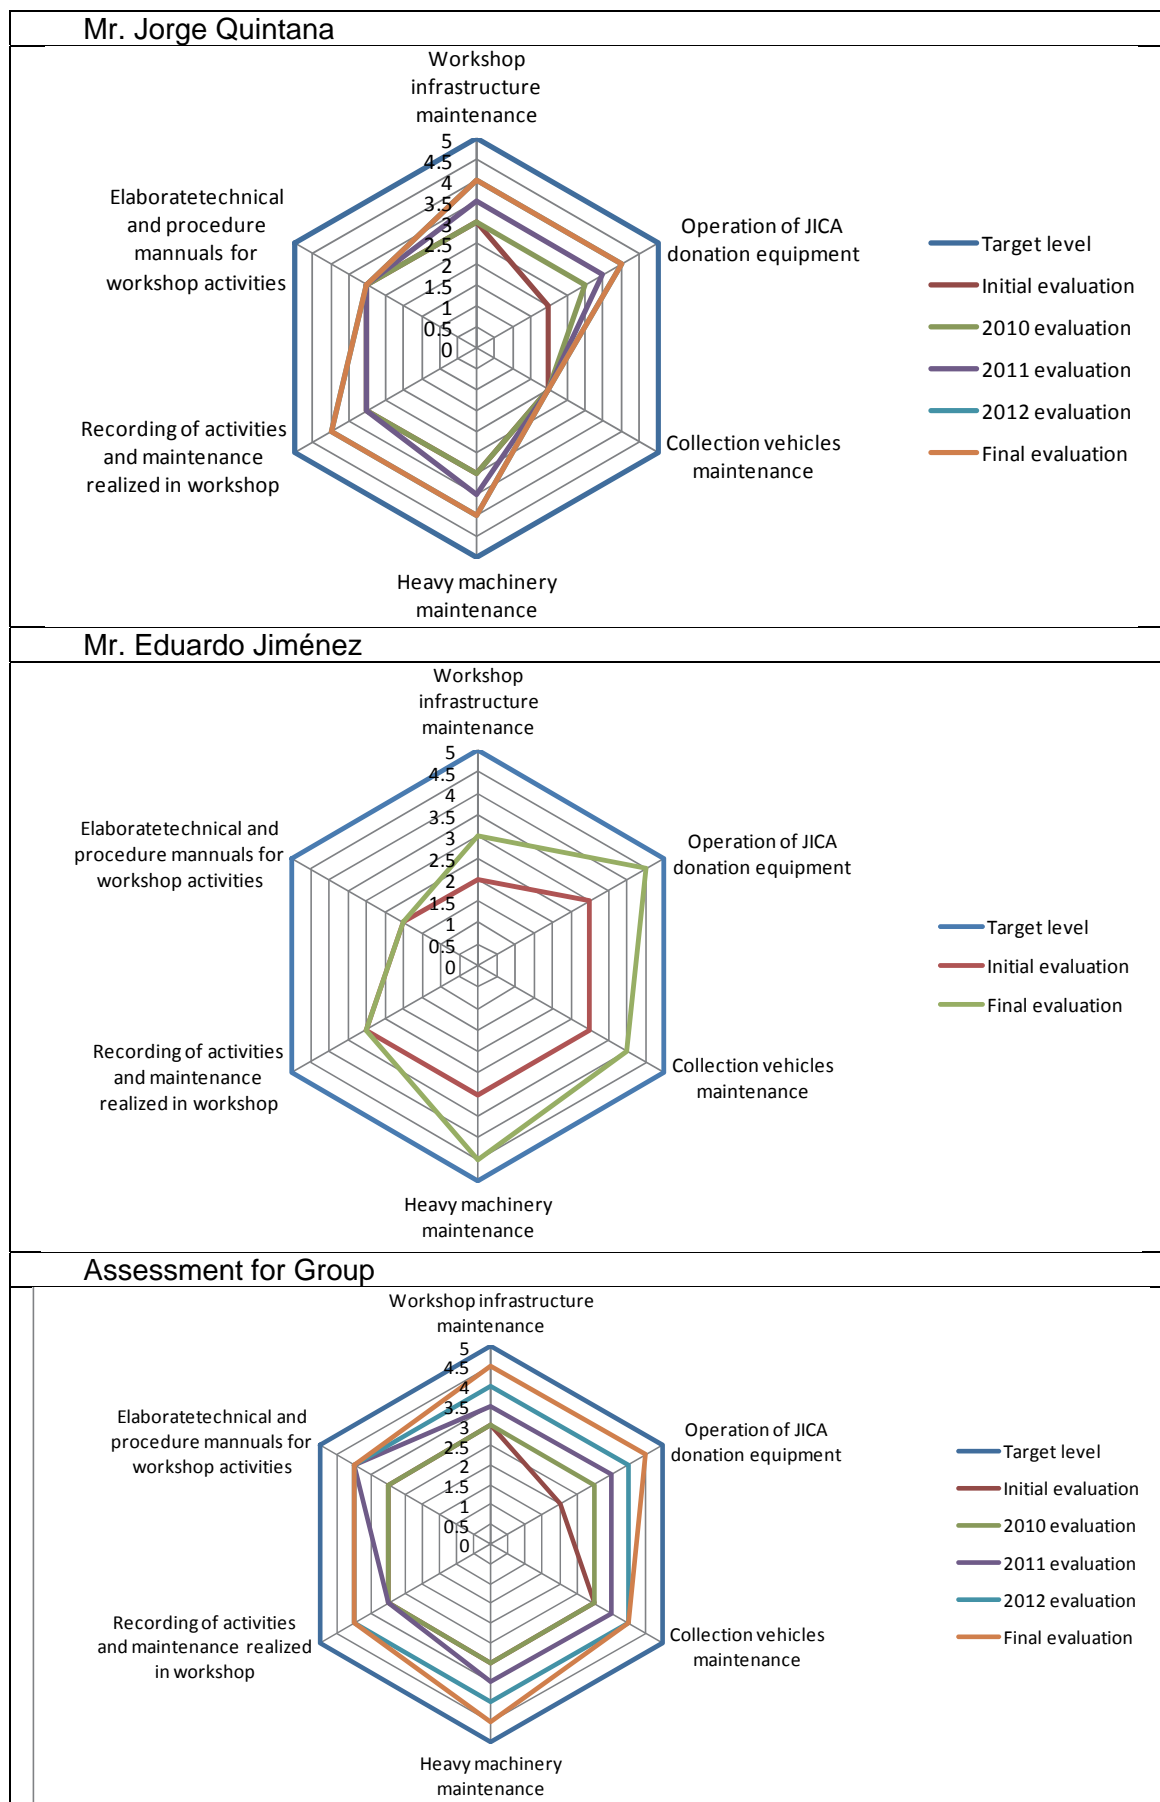 Mr. Jorge Quintana
Workshop
infrastructure
maintenance
5
4.5
4
3.5
3
2.5
2
1.5
1
0.5
0
Elaboratetechnical
and procedure
mannuals for
workshop activities
Operation of JICA
donation equipment
Recording of activities
and maintenance
realized in workshop
Collection vehicles
maintenance
Heavy machinery
maintenance
Target level
Initial evaluation
2010 evaluation
2011 evaluation
2012 evaluation
Final evaluation
Mr. Eduardo Jiménez
Workshop
infrastructure
maintenance
5
4.5
4
3.5
3
2.5
2
1.5
1
0.5
0
Elaboratetechnical and
procedure mannuals for
workshop activities
Operation of JICA
donation equipment
Recording of activities
and maintenance
realized in workshop
Collection vehicles
maintenance
Heavy machinery
maintenance
Target level
Initial evaluation
Final evaluation
Assessment for Group
Workshop infrastructure
maintenance
5
4.5
4
3.5
3
2.5
2
1.5
1
0.5
0
Elaboratetechnical and
procedure mannuals for
workshop activities
Operation of JICA
donation equipment
Recording of activities
and maintenance realized
in workshop
Collection vehicles
maintenance
Heavy machinery
maintenance
Target level
Initial evaluation
2010 evaluation
2011 evaluation
2012 evaluation
Final evaluation